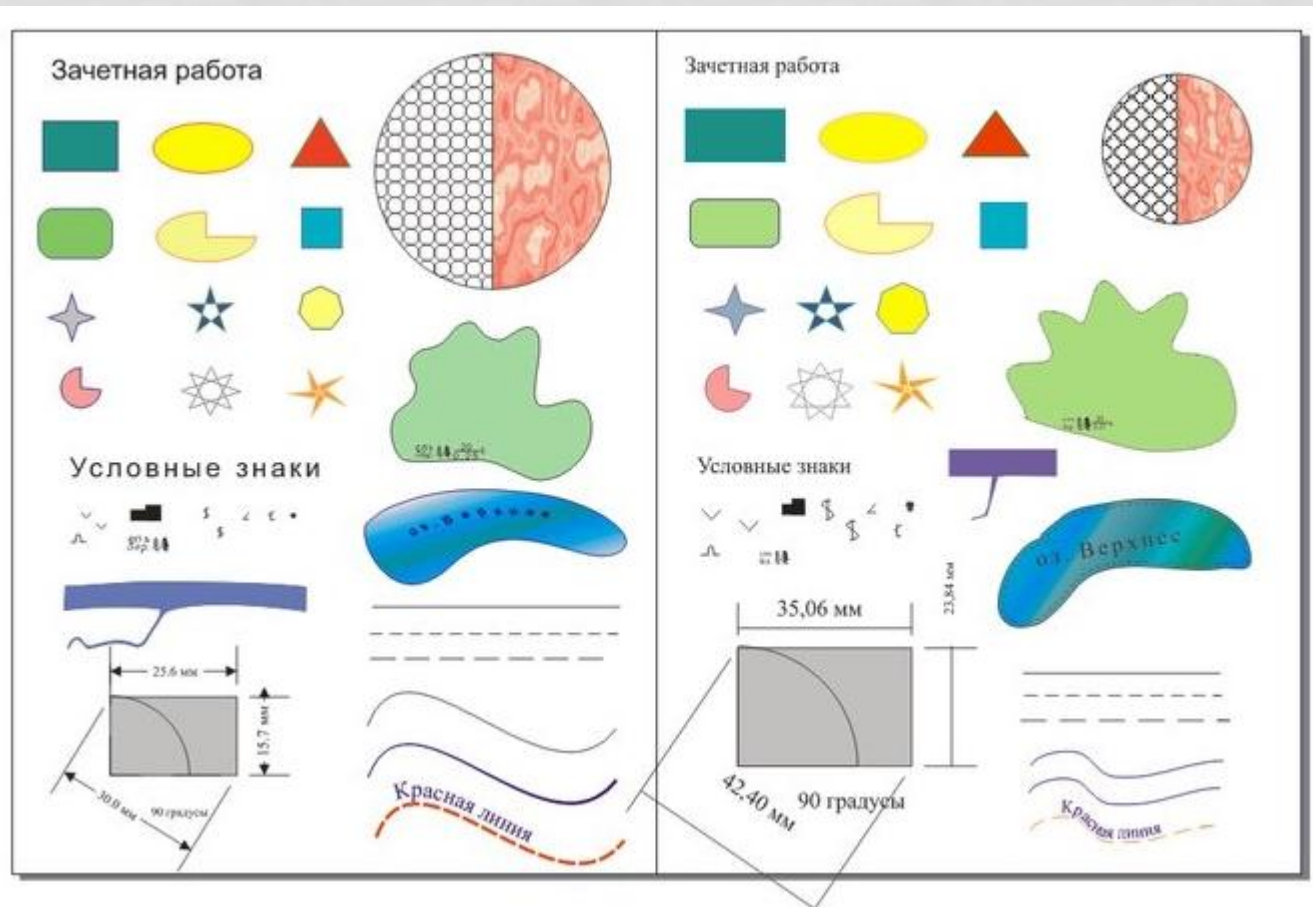 Зачетная работа
Условные знаки
25.6 мм
15.7 мм
30.0 мм
90 градусы
Красная линия
Зачетная работа
Условные знаки
оз. Верхнее
35,06 мм
23,84 мм
42,40 мм
90 градусы
Красная линия